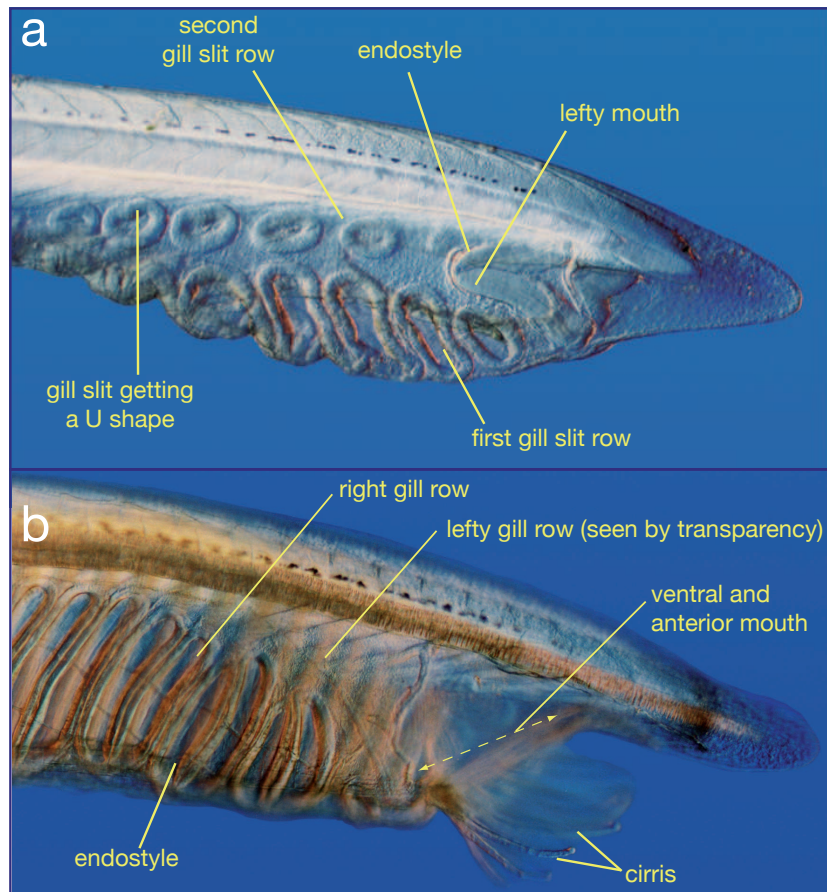 a
second
gill slit row
endostyle
lefty mouth
gill slit getting
a U shape
first gill slit row
b
right gill row
lefty gill row (seen by transparency)
ventral and
anterior mouth
endostyle
cirris